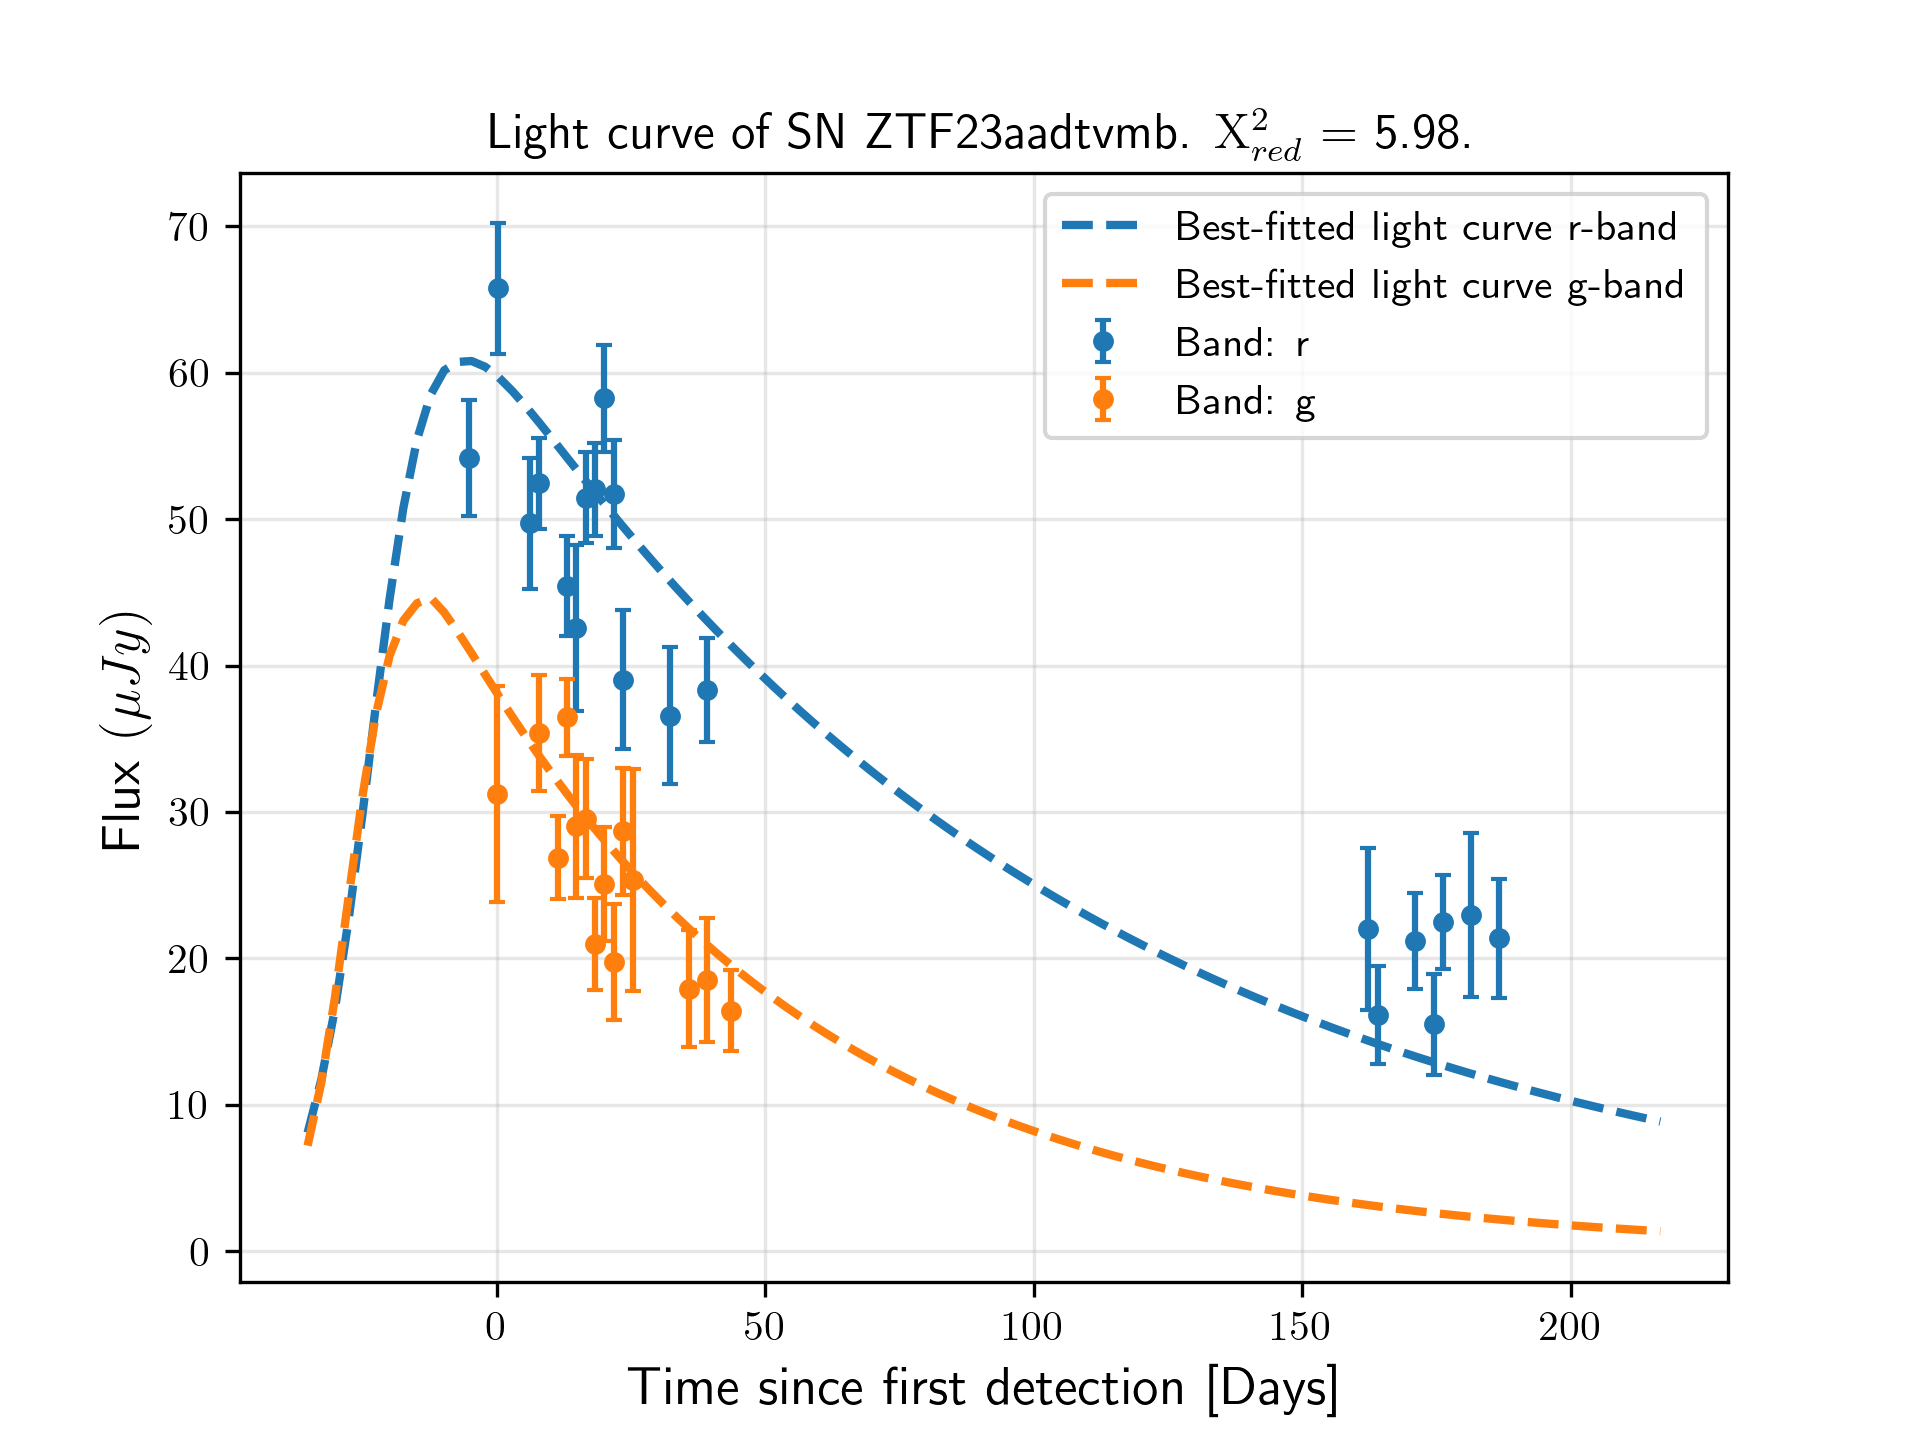 Light curve of SN ZTF23aadtvmb. X²_red = 5.98.
Best-fitted light curve r-band
Best-fitted light curve g-band
Band: r
Band: g
Flux (μJy)
70
60
50
40
30
20
10
0
0 50 100 150 200
Time since first detection [Days]